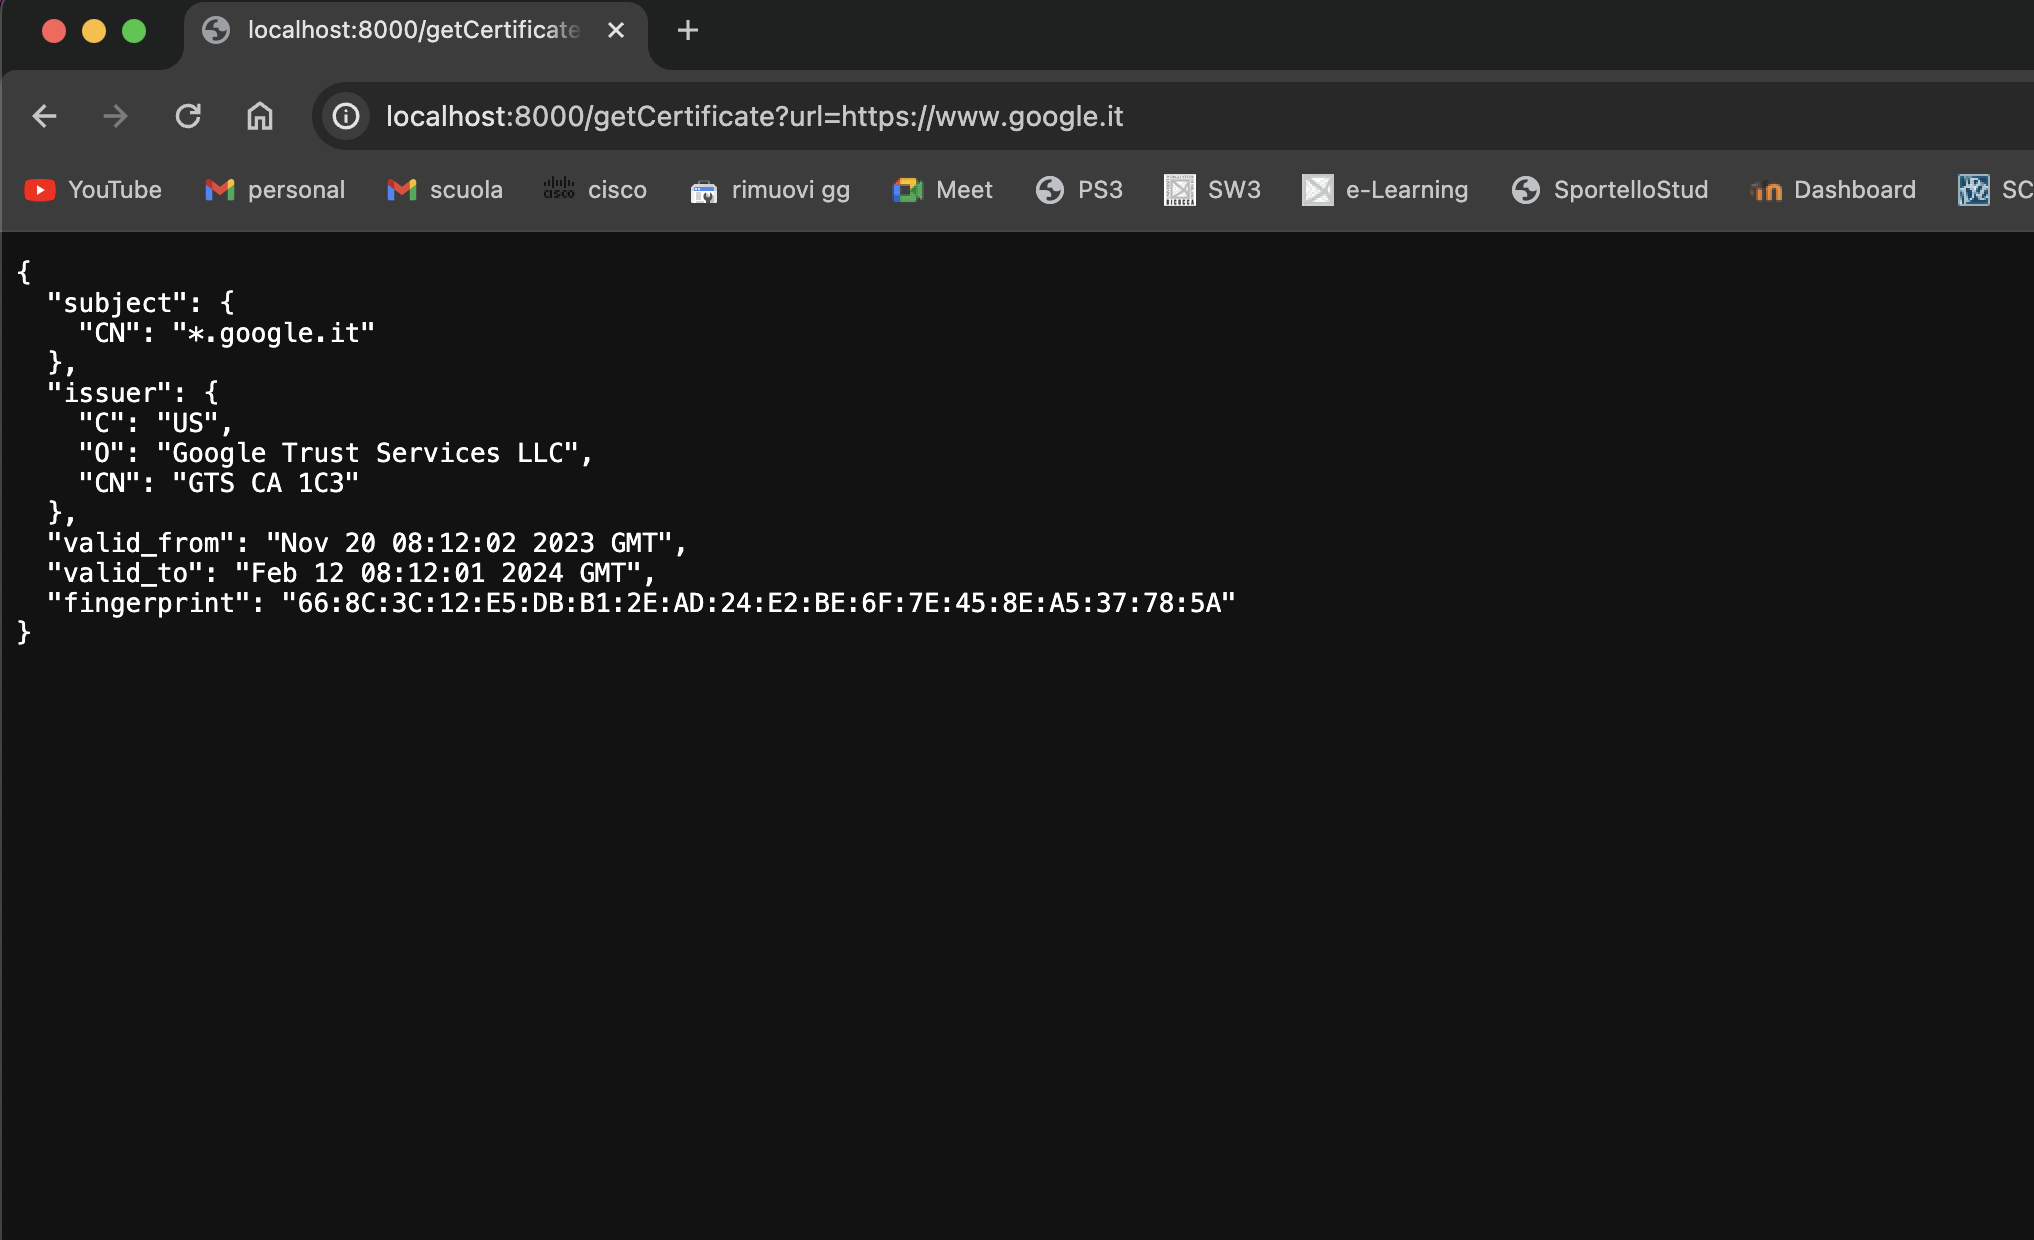 localhost:8000/getCertificate
localhost:8000/getCertificate?url=https://www.google.it
YouTube personal scuola cisco rimuovi gg Meet PS3 SW3 e-Learning SportelloStud Dashboard SC
{
  "subject": {
    "CN": "*.google.it"
  },
  "issuer": {
    "C": "US",
    "O": "Google Trust Services LLC",
    "CN": "GTS CA 1C3"
  },
  "valid_from": "Nov 20 08:12:02 2023 GMT",
  "valid_to": "Feb 12 08:12:01 2024 GMT",
  "fingerprint": "66:8C:3C:12:E5:DB:B1:2E:AD:24:E2:BE:6F:7E:45:8E:A5:37:78:5A"
}